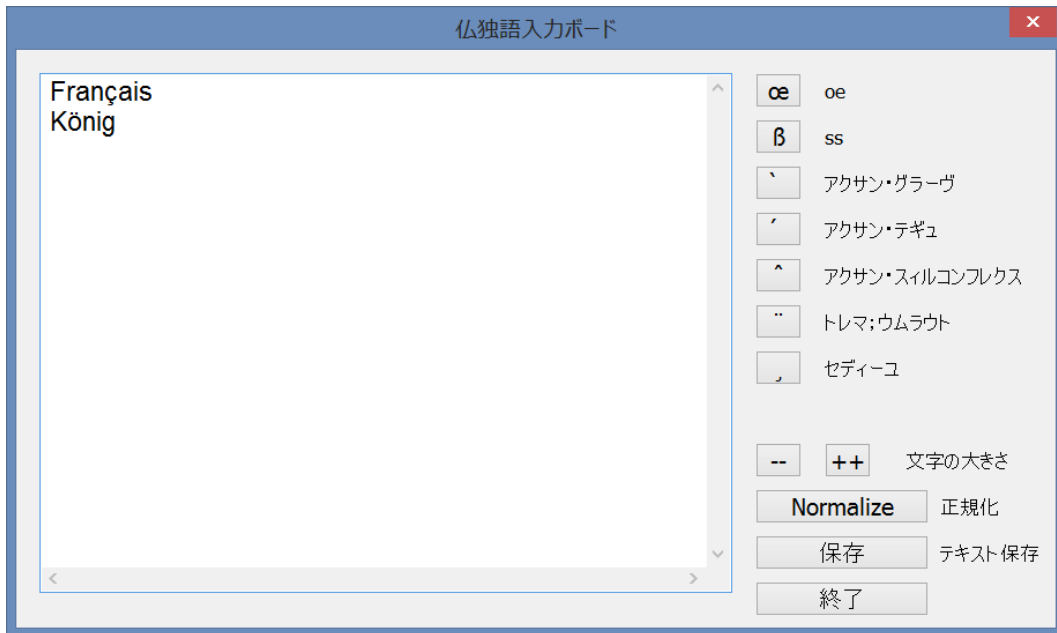 仏独語入力ボード
Français
König
œ oe
ß ss
` アクサン・グラーヴ
´ アクサン・テギュ
ˆ アクサン・スィルコンフレクス
¨ トレマ;ウムラウト
¸ セディーユ
-- ++ 文字の大きさ
Normalize 正規化
保存 テキスト保存
終了